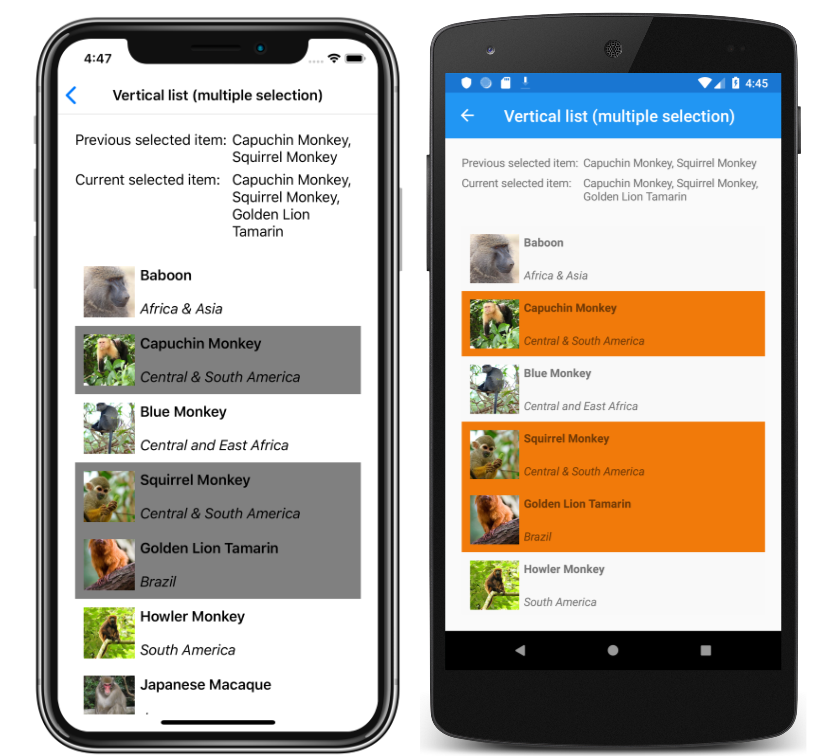 4:47
Vertical list (multiple selection)
Previous selected item: Capuchin Monkey,
Squirrel Monkey
Current selected item: Capuchin Monkey,
Squirrel Monkey,
Golden Lion
Tamarin
Baboon
Africa & Asia
Capuchin Monkey
Central & South America
Blue Monkey
Central and East Africa
Squirrel Monkey
Central & South America
Golden Lion Tamarin
Brazil
Howler Monkey
South America
Japanese Macaque
4:45
Vertical list (multiple selection)
Previous selected item: Capuchin Monkey, Squirrel Monkey
Current selected item: Capuchin Monkey, Squirrel Monkey,
Golden Lion Tamarin
Baboon
Africa & Asia
Capuchin Monkey
Central & South America
Blue Monkey
Central and East Africa
Squirrel Monkey
Central & South America
Golden Lion Tamarin
Brazil
Howler Monkey
South America